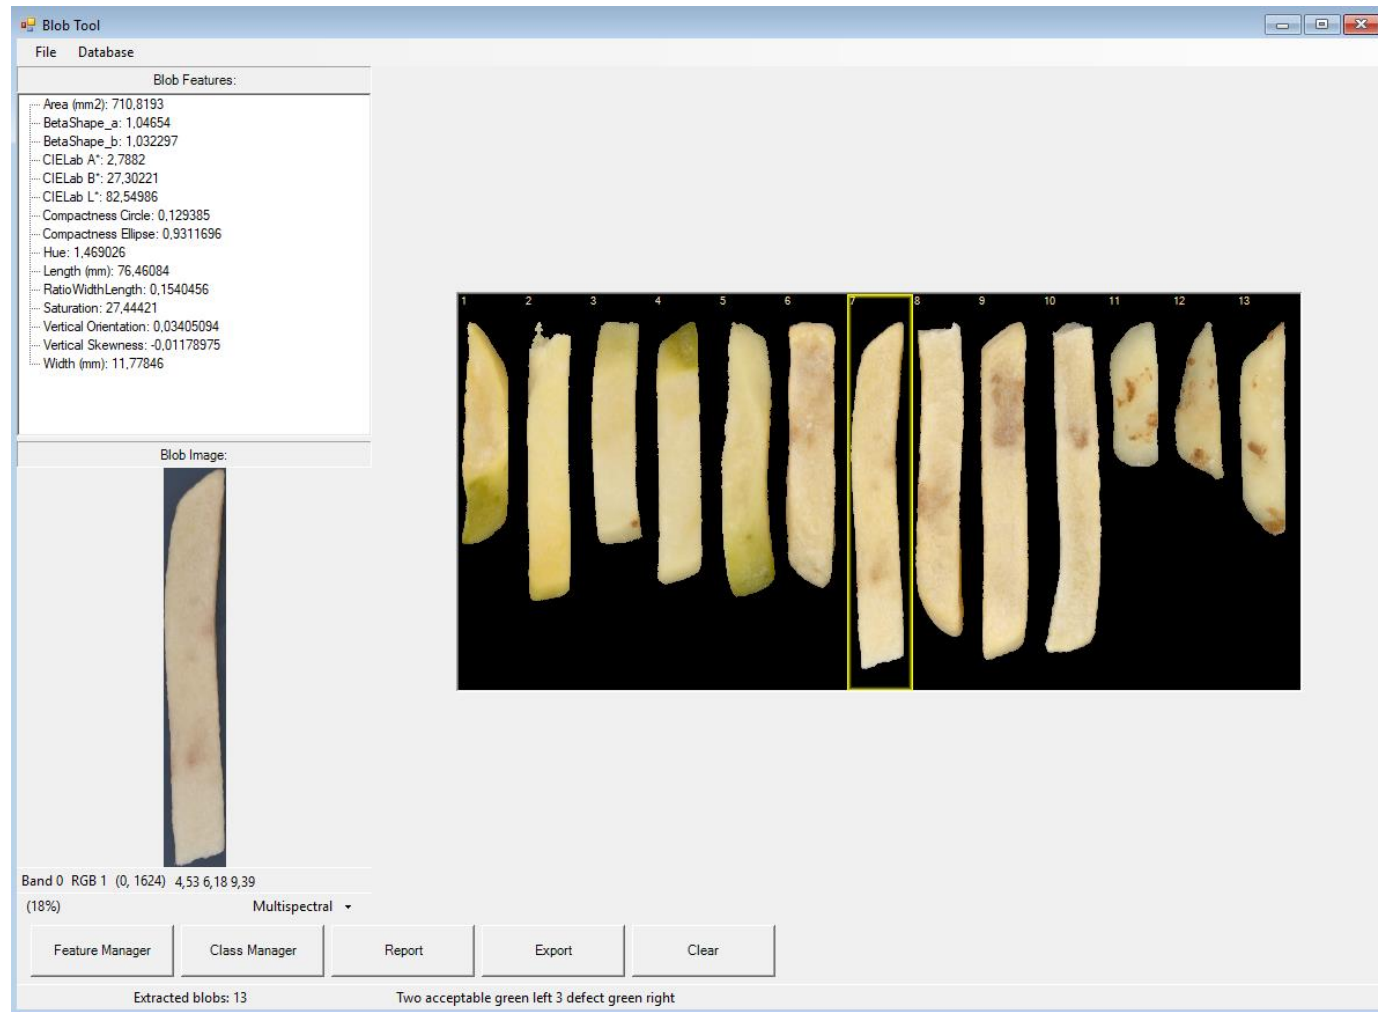 Blob Tool
File Database
Blob Features:
Area (mm2): 710,8193
BetaShape_a: 1,04654
BetaShape_b: 1,032297
CIELab A*: 2,7882
CIELab B*: 27,30221
CIELab L*: 82,54986
Compactness Circle: 0,129385
Compactness Ellipse: 0,9311696
Hue: 1,469026
Length (mm): 76,46084
RatioWidthLength: 0,1540456
Saturation: 27,44421
Vertical Orientation: 0,03405094
Vertical Skewness: -0,01178975
Width (mm): 11,77846
Blob Image:
1 2 3 4 5 6 7 8 9 10 11 12 13
Band 0 RGB 1 (0, 1624) 4,53 6,18 9,39
(18%) Multispectral
Feature Manager Class Manager Report Export Clear
Extracted blobs: 13 Two acceptable green left 3 defect green right